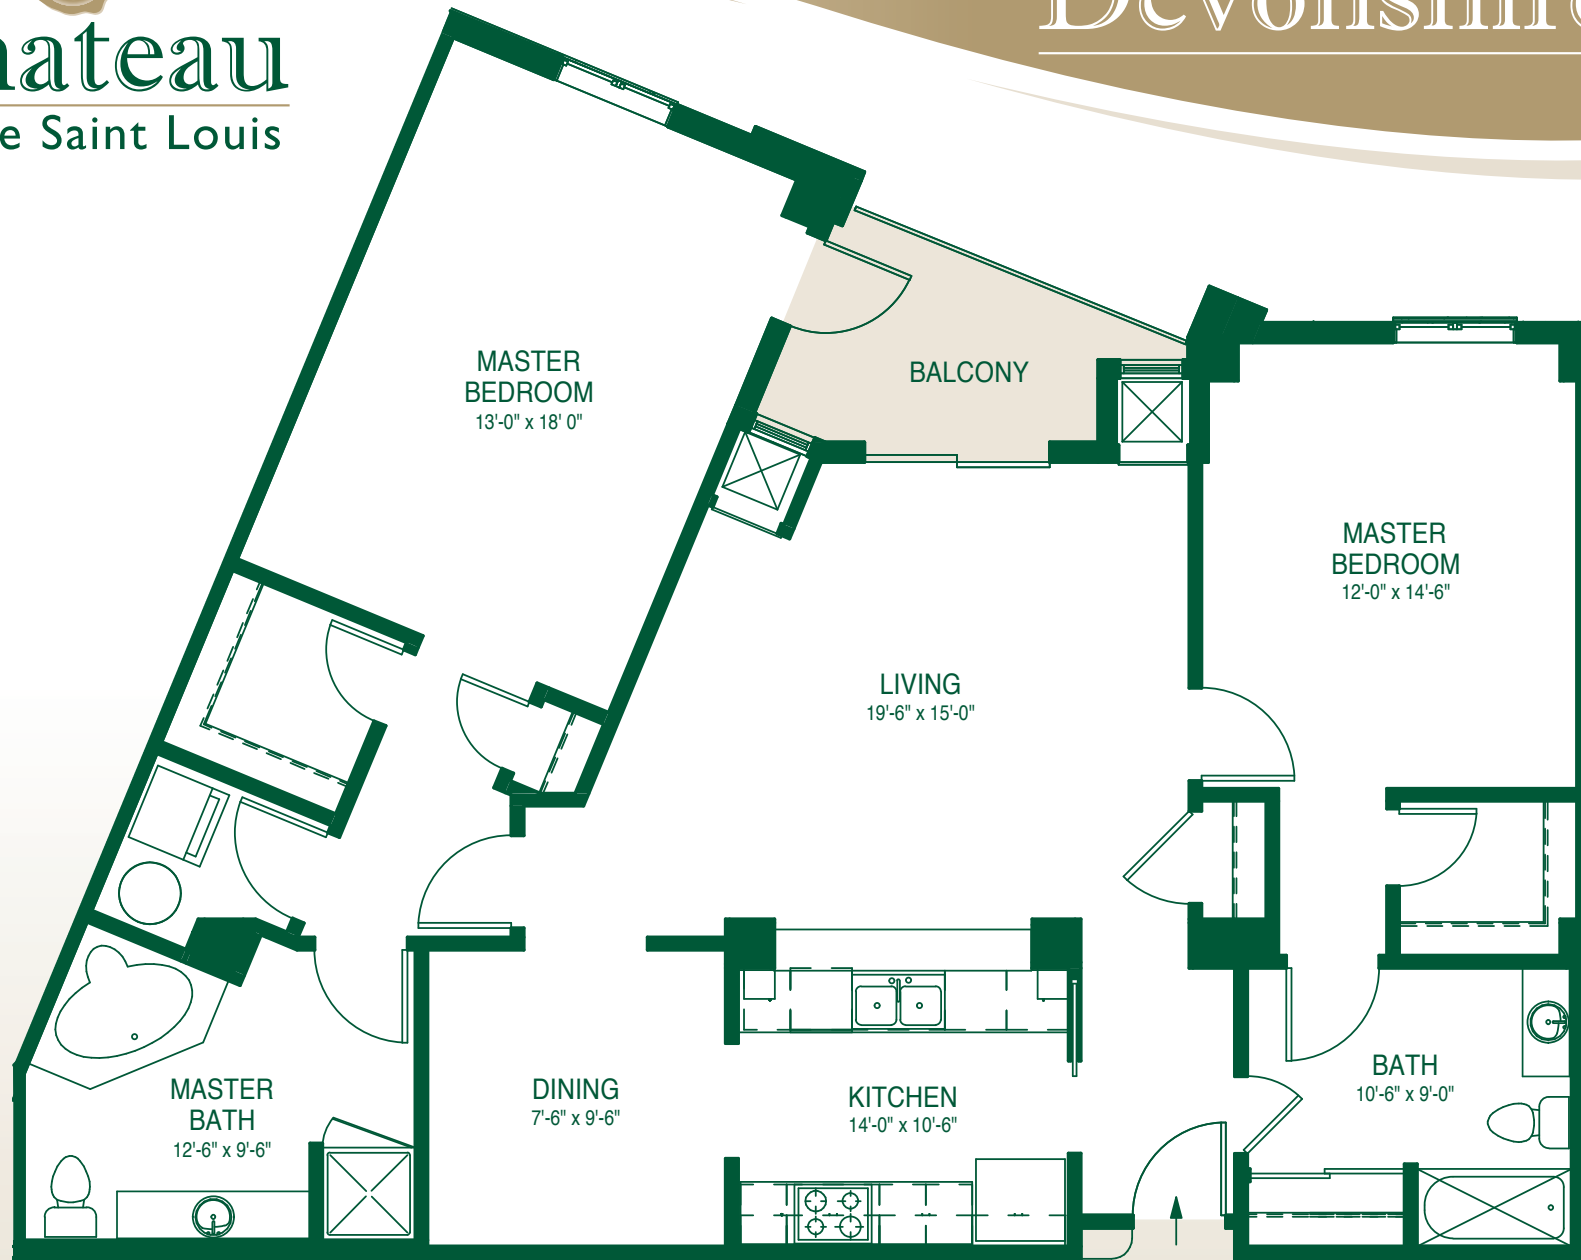 hateau
e Saint Louis
Devonshire
MASTER
BEDROOM
13'-0" x 18' 0"
BALCONY
MASTER
BEDROOM
12'-0" x 14'-6"
LIVING
19'-6" x 15'-0"
MASTER
BATH
12'-6" x 9'-6"
DINING
7'-6" x 9'-6"
KITCHEN
14'-0" x 10'-6"
BATH
10'-6" x 9'-0"